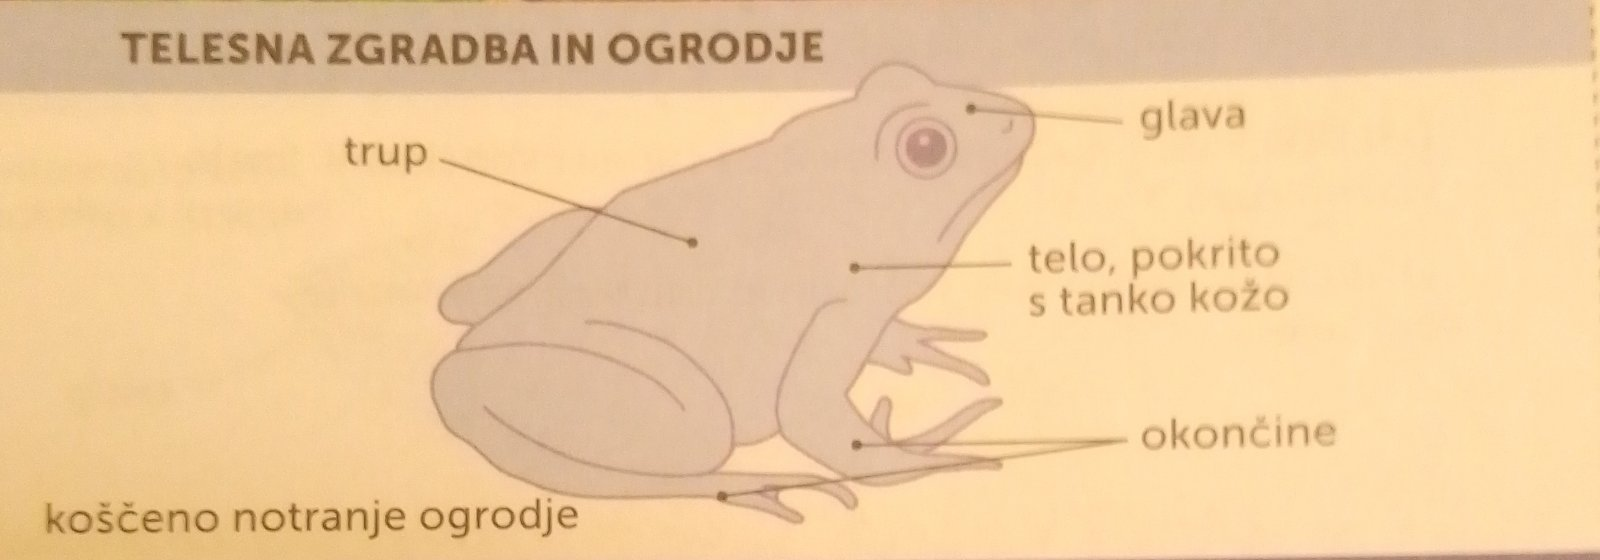 TELESNA ZGRADBA IN OGRODJE
glava
trup
telo, pokrito
s tanko kožo
okončine
koščeno notranje ogrodje